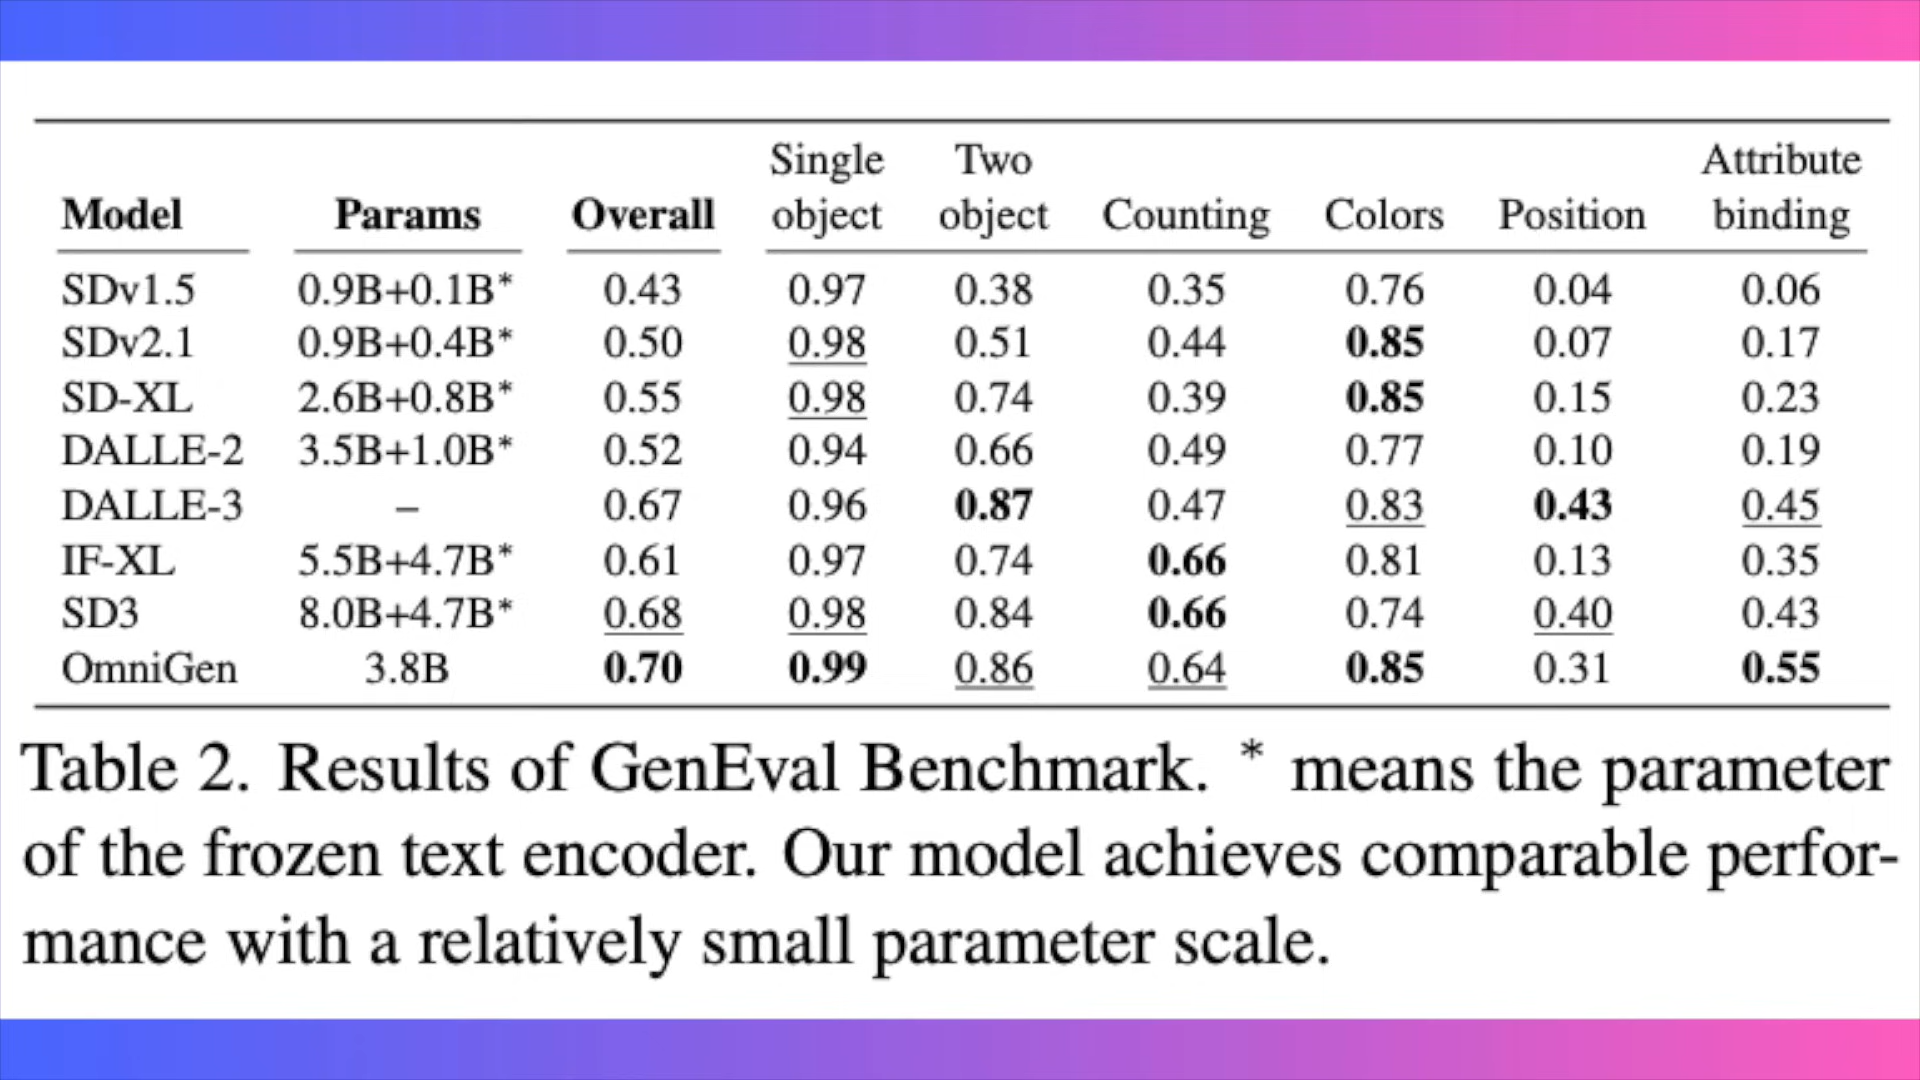 Single Two Attribute
Model Params Overall object object Counting Colors Position binding
SDv1.5 0.9B+0.1B* 0.43 0.97 0.38 0.35 0.76 0.04 0.06
SDv2.1 0.9B+0.4B* 0.50 0.98 0.51 0.44 0.85 0.07 0.17
SD-XL 2.6B+0.8B* 0.55 0.98 0.74 0.39 0.85 0.15 0.23
DALLE-2 3.5B+1.0B* 0.52 0.94 0.66 0.49 0.77 0.10 0.19
DALLE-3 – 0.67 0.96 0.87 0.47 0.83 0.43 0.45
IF-XL 5.5B+4.7B* 0.61 0.97 0.74 0.66 0.81 0.13 0.35
SD3 8.0B+4.7B* 0.68 0.98 0.84 0.66 0.74 0.40 0.43
OmniGen 3.8B 0.70 0.99 0.86 0.64 0.85 0.31 0.55
Table 2. Results of GenEval Benchmark. * means the parameter
of the frozen text encoder. Our model achieves comparable perfor-
mance with a relatively small parameter scale.